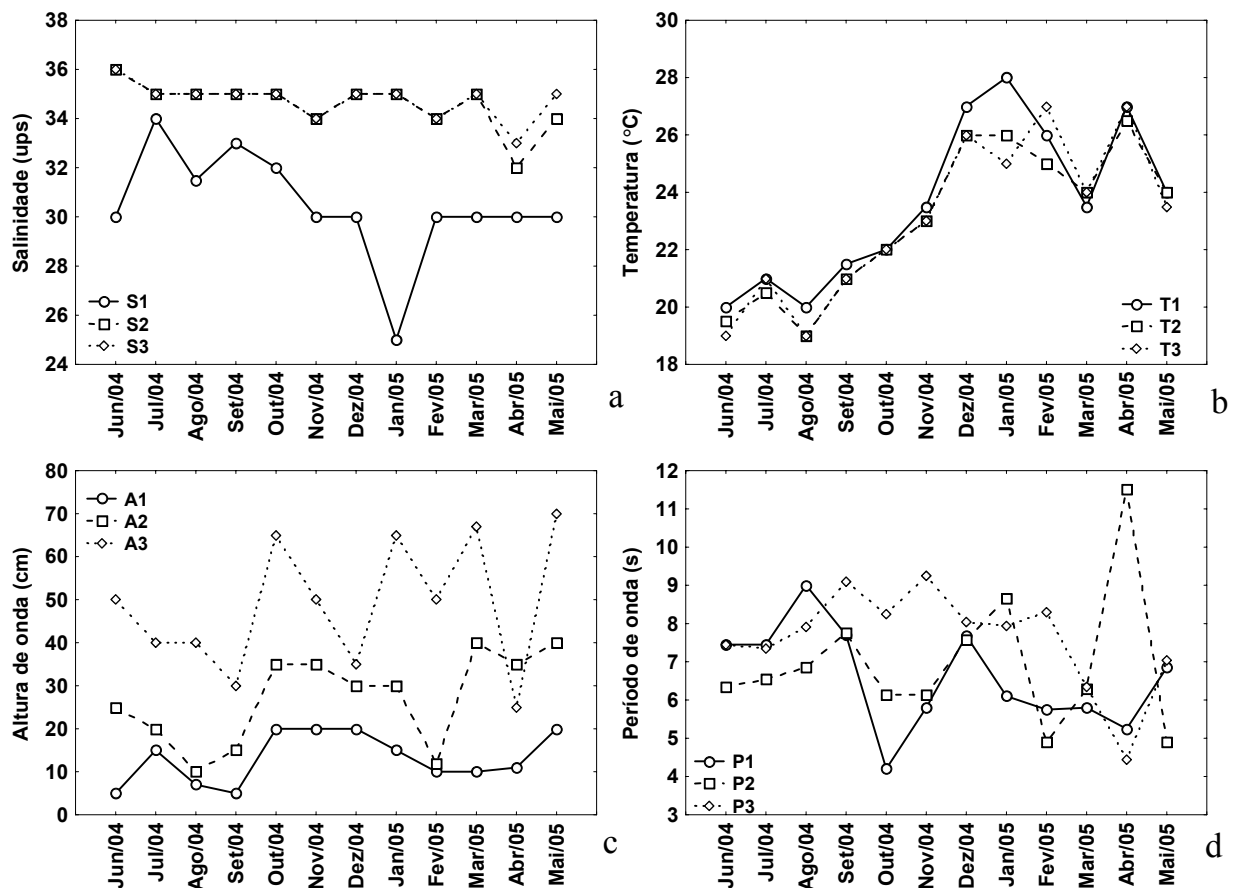 Salinidade (ups)
38
36
34
32
30
28
26
24
S1
S2
S3
Jun/04
Jul/04
Ago/04
Set/04
Out/04
Nov/04
Dez/04
Jan/05
Fev/05
Mar/05
Abr/05
Mai/05
a
Temperatura (°C)
30
28
26
24
22
20
18
T1
T2
T3
Jun/04
Jul/04
Ago/04
Set/04
Out/04
Nov/04
Dez/04
Jan/05
Fev/05
Mar/05
Abr/05
Mai/05
b
Altura de onda (cm)
80
70
60
50
40
30
20
10
0
A1
A2
A3
Jun/04
Jul/04
Ago/04
Set/04
Out/04
Nov/04
Dez/04
Jan/05
Fev/05
Mar/05
Abr/05
Mai/05
c
Período de onda (s)
12
11
10
9
8
7
6
5
4
3
P1
P2
P3
Jun/04
Jul/04
Ago/04
Set/04
Out/04
Nov/04
Dez/04
Jan/05
Fev/05
Mar/05
Abr/05
Mai/05
d